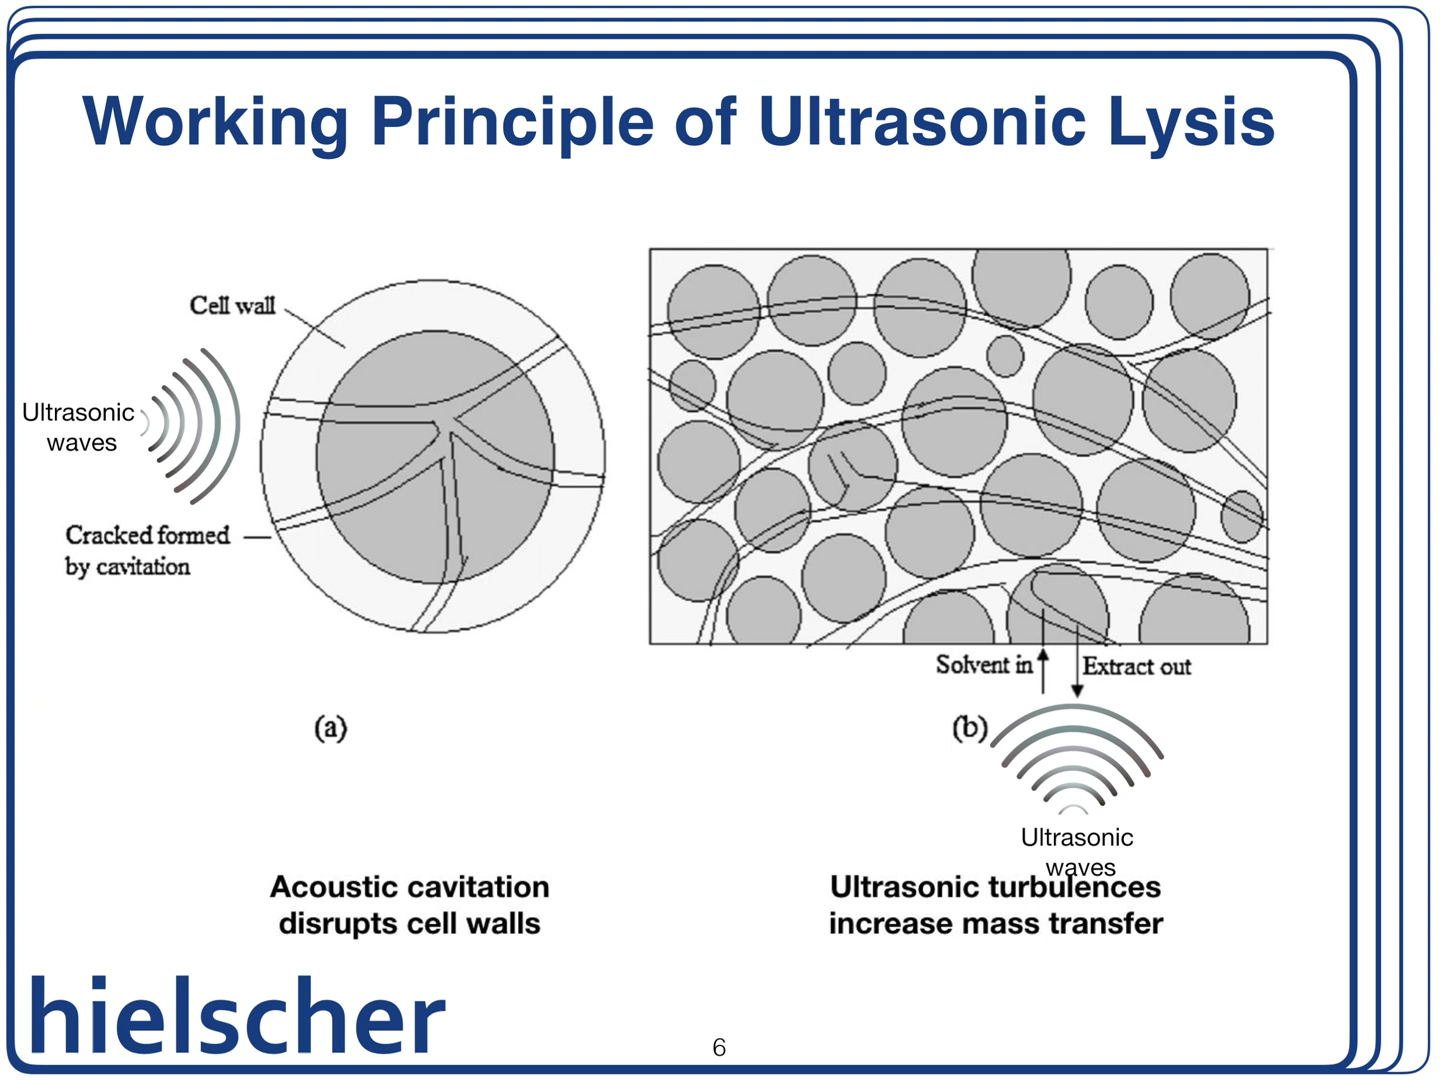 Working Principle of Ultrasonic Lysis
Cell wall
Ultrasonic
waves
Cracked formed
by cavitation
(a)
Solvent in
Extract out
(b)
Ultrasonic
waves
Acoustic cavitation
disrupts cell walls
Ultrasonic turbulences
increase mass transfer
hielscher
6